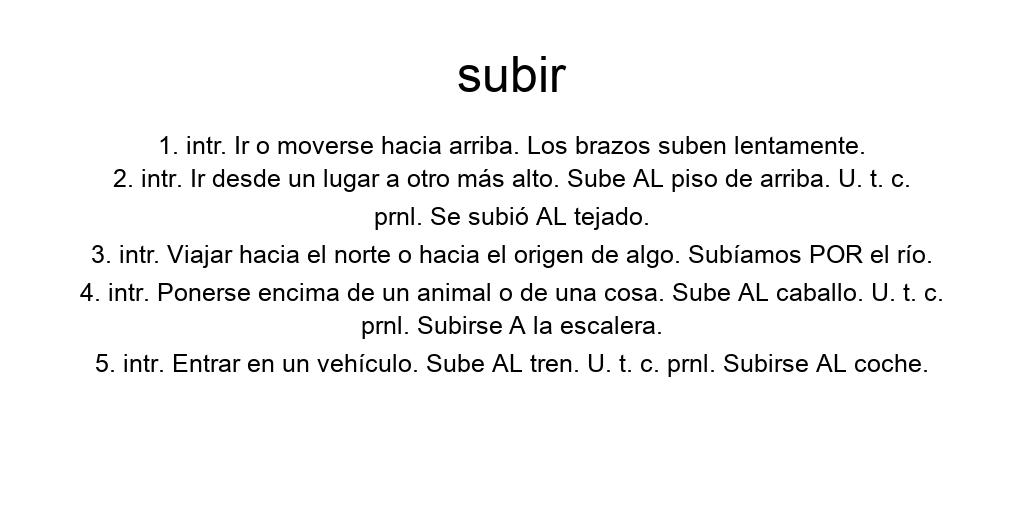 subir
1. intr. Ir o moverse hacia arriba. Los brazos suben lentamente.
2. intr. Ir desde un lugar a otro más alto. Sube AL piso de arriba. U. t. c.
prnl. Se subió AL tejado.
3. intr. Viajar hacia el norte o hacia el origen de algo. Subíamos POR el río.
4. intr. Ponerse encima de un animal o de una cosa. Sube AL caballo. U. t. c.
prnl. Subirse A la escalera.
5. intr. Entrar en un vehículo. Sube AL tren. U. t. c. prnl. Subirse AL coche.